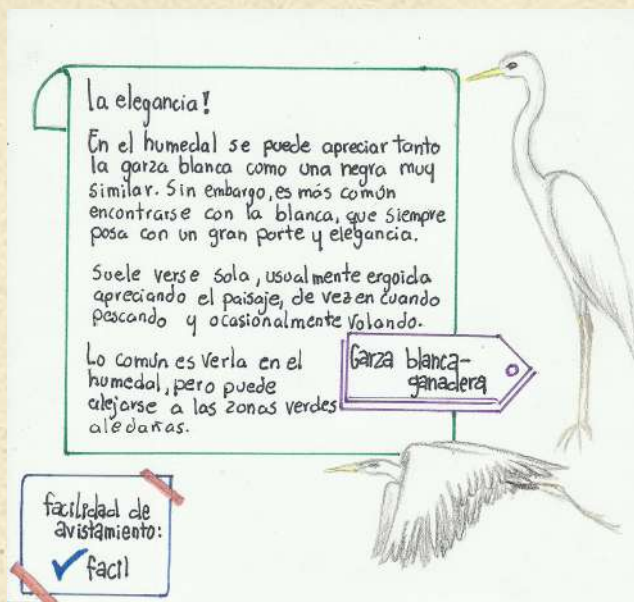 la elegancia!
En el humedal se puede apreciar tanto
la garza blanca como una negra muy
similar. Sin embargo, es más común
encontrarse con la blanca, que siempre
posa con un gran porte y elegancia.
Suele verse sola, usualmente ergoida
apreciando el paisaje, de vez en cuando
pescando y ocasionalmente volando.
Lo común es verla en el
humedal, pero puede
alejarse a las zonas verdes
aledañas.
Garza blanca-
ganadera
facilidad de
avistamiento:
facil